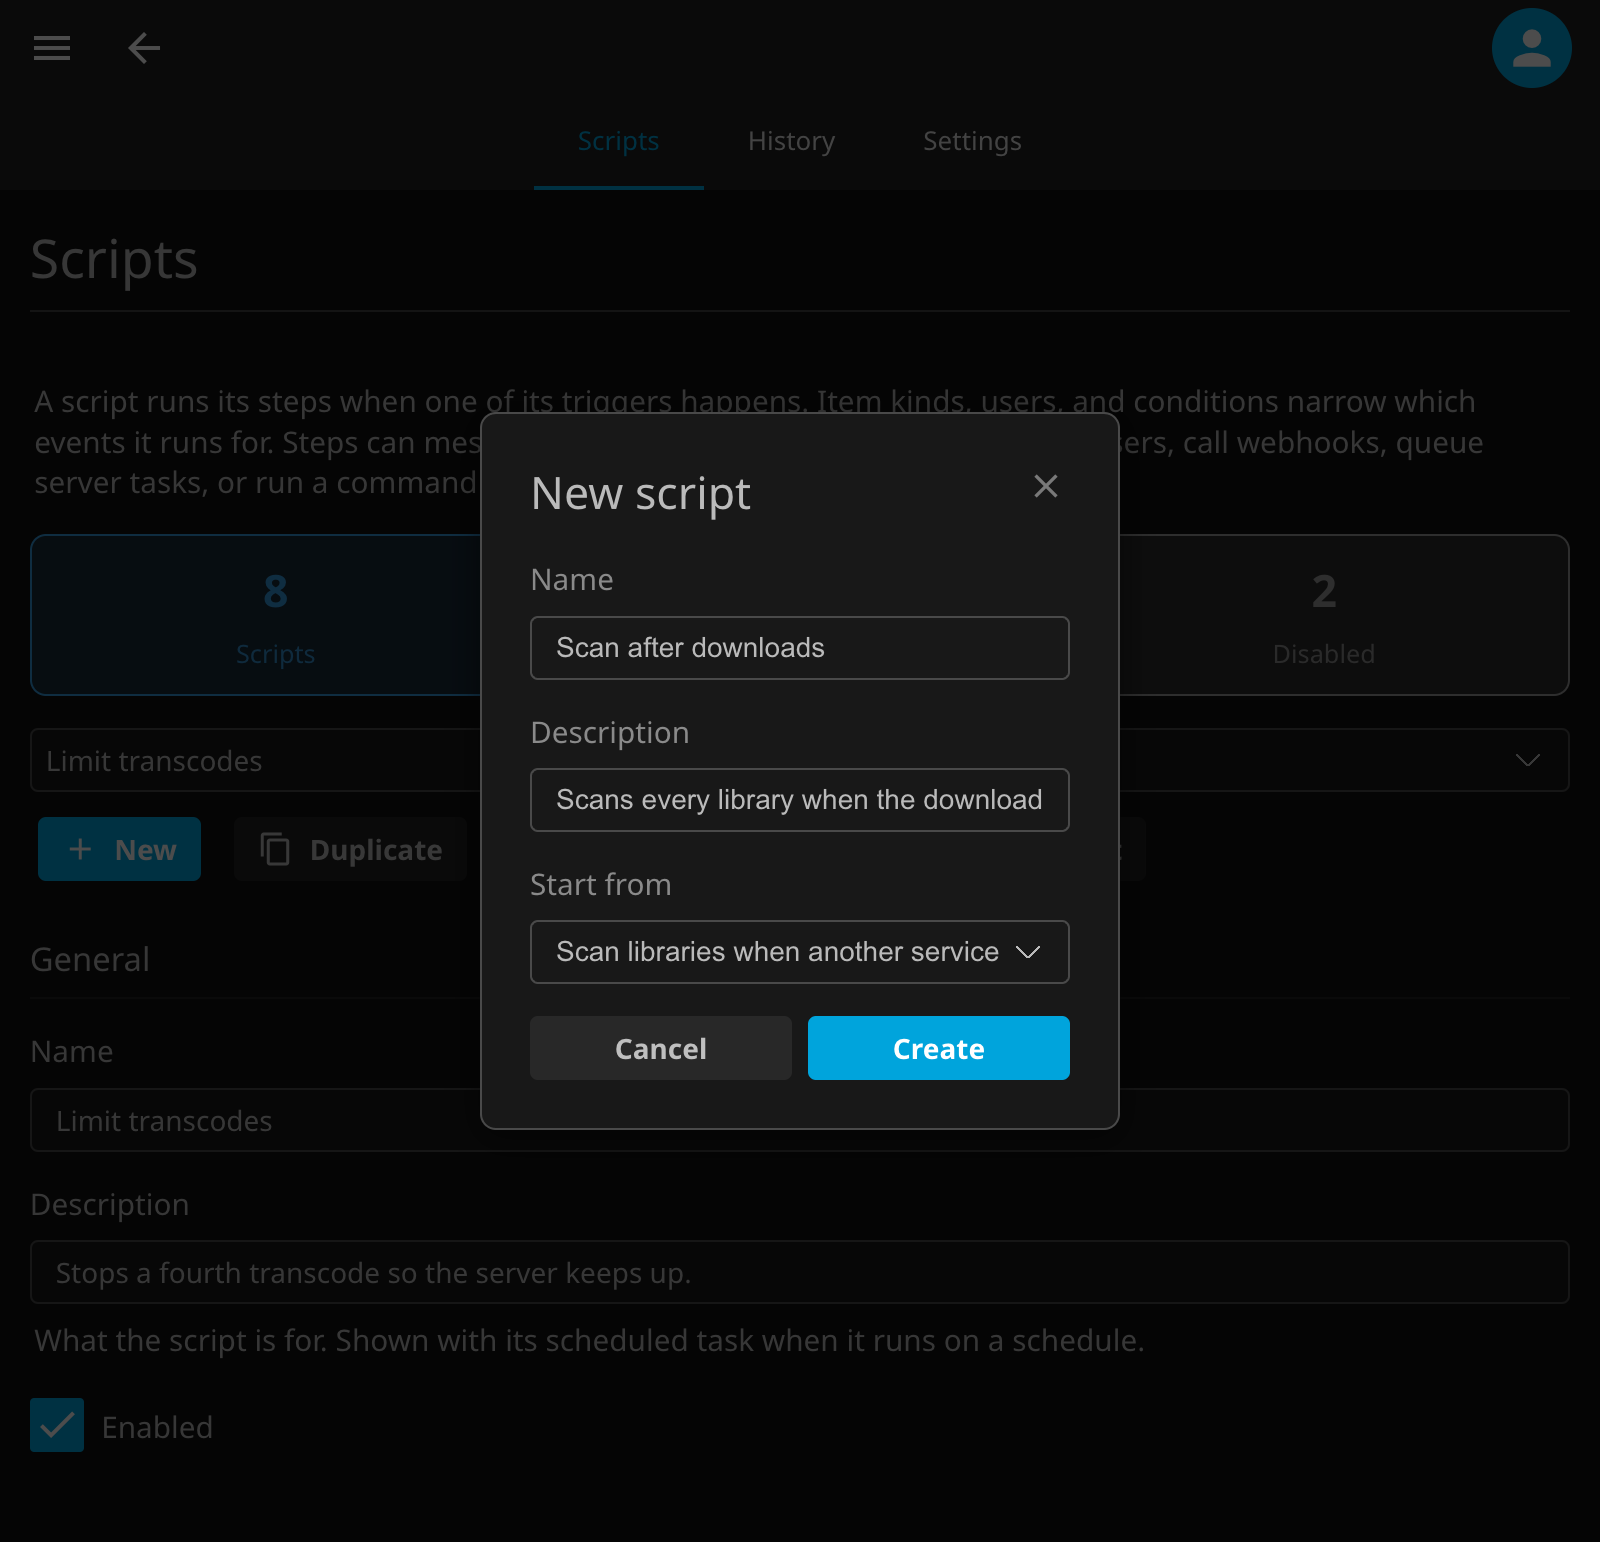 Scripts
History
Settings
Scripts
A script runs its steps when one of its triggers happens. Item kinds, users, and conditions narrow which
events it runs for. Steps can mes
sers, call webhooks, queue
server tasks, or run a command
8
Scripts
2
Disabled
Limit transcodes
New
Duplicate
General
Name
Limit transcodes
Description
Stops a fourth transcode so the server keeps up.
What the script is for. Shown with its scheduled task when it runs on a schedule.
Enabled
New script
Name
Scan after downloads
Description
Scans every library when the download
Start from
Scan libraries when another service
Cancel
Create